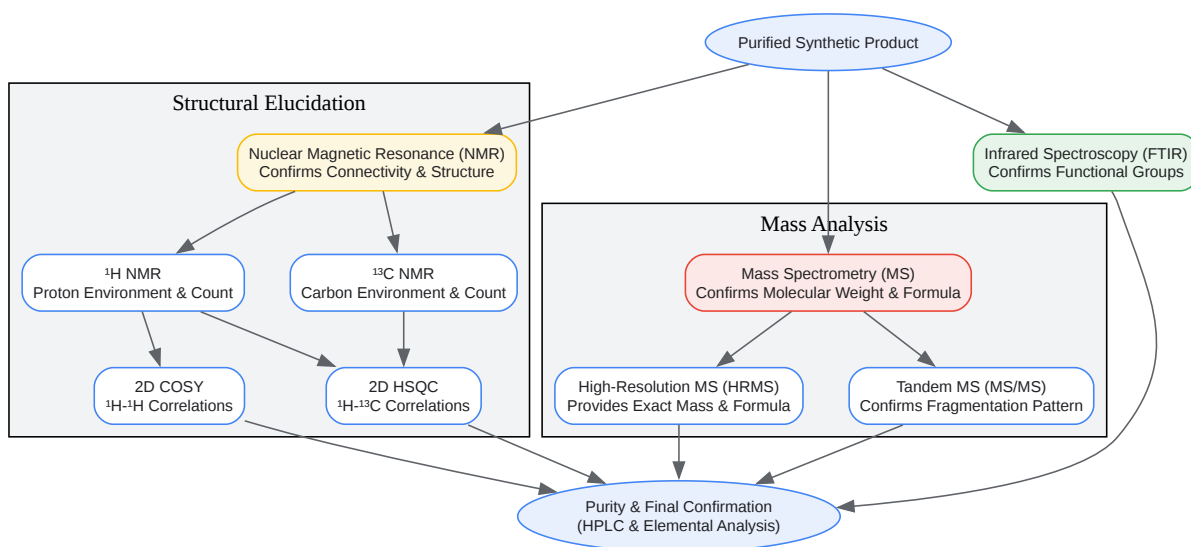 Purified Synthetic Product
Structural Elucidation
Nuclear Magnetic Resonance (NMR)
Confirms Connectivity & Structure
Infrared Spectroscopy (FTIR)
Confirms Functional Groups
Mass Analysis
¹H NMR
Proton Environment & Count
¹³C NMR
Carbon Environment & Count
Mass Spectrometry (MS)
Confirms Molecular Weight & Formula
2D COSY
¹H-¹H Correlations
2D HSQC
¹H-¹³C Correlations
High-Resolution MS (HRMS)
Provides Exact Mass & Formula
Tandem MS (MS/MS)
Confirms Fragmentation Pattern
Purity & Final Confirmation
(HPLC & Elemental Analysis)